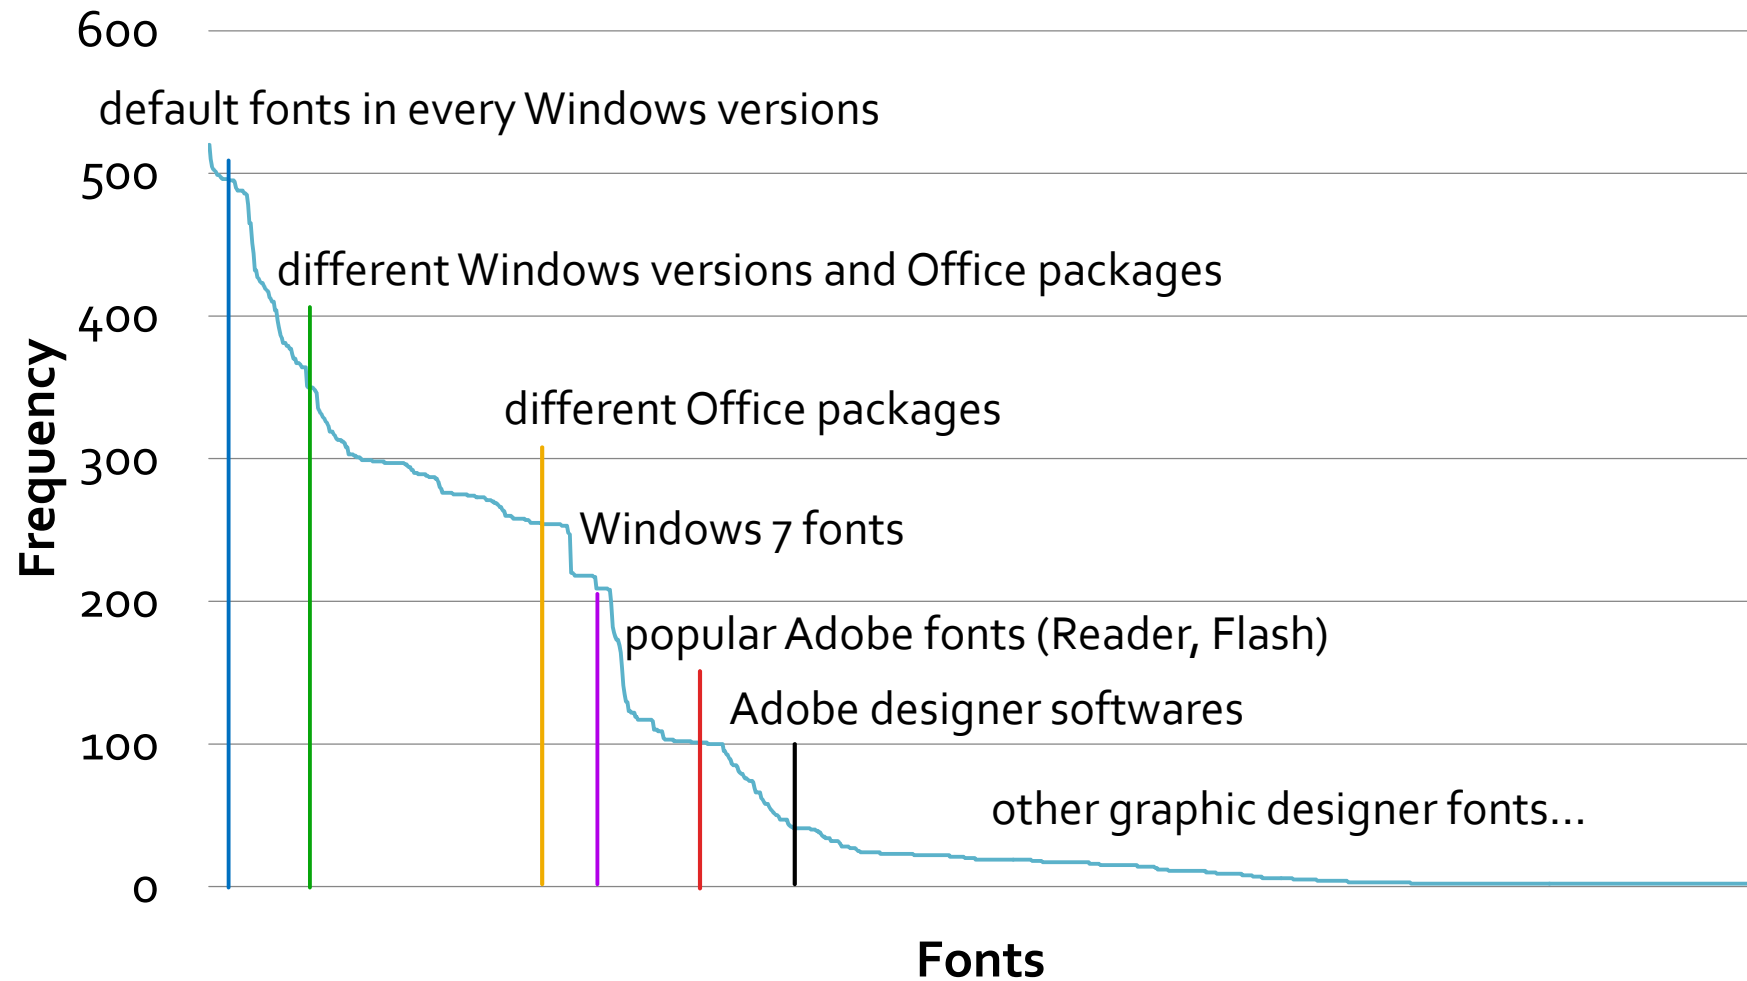 600
default fonts in every Windows versions
500
different Windows versions and Office packages
400
different Office packages
300
Windows 7 fonts
200
popular Adobe fonts (Reader, Flash)
Adobe designer softwares
100
other graphic designer fonts...
0
Frequency
Fonts